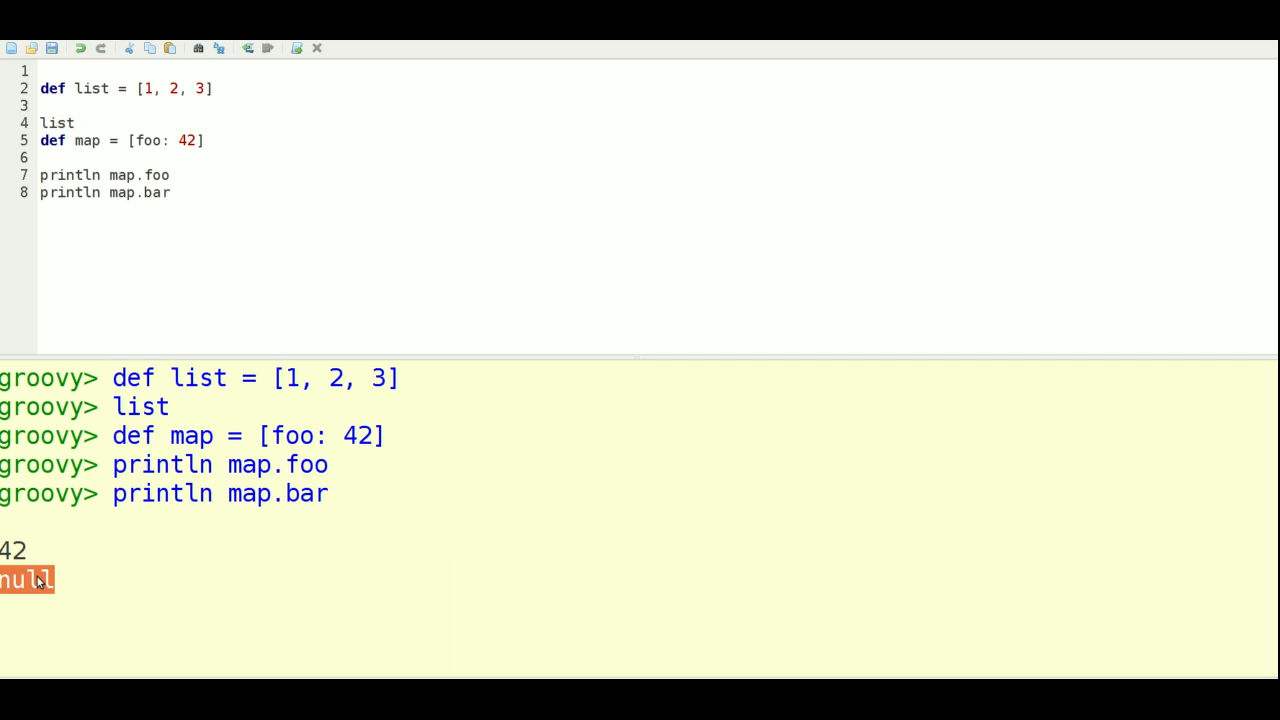 1
2 def list = [1, 2, 3]
3
4 list
5 def map = [foo: 42]
6
7 println map.foo
8 println map.bar
groovy> def list = [1, 2, 3]
groovy> list
groovy> def map = [foo: 42]
groovy> println map.foo
groovy> println map.bar
42
null